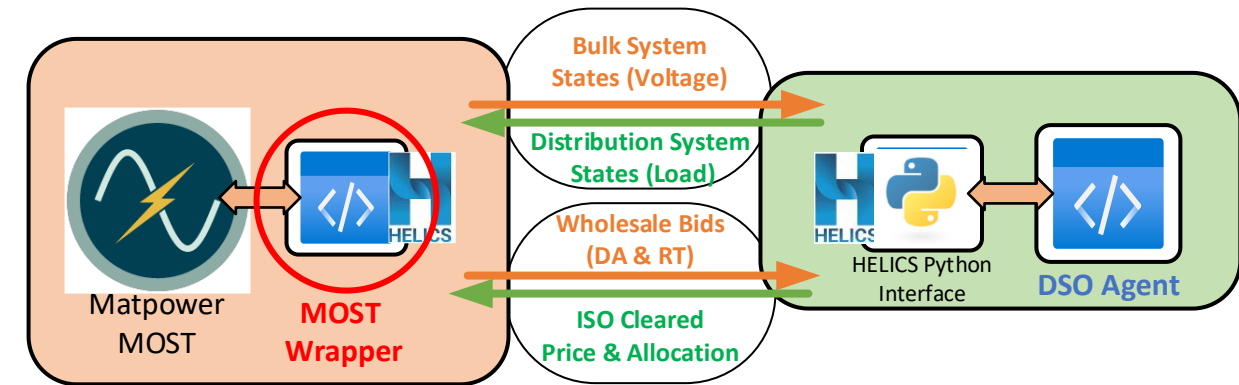 Bulk System
States (Voltage)
Distribution System
States (Load)
Wholesale Bids
(DA & RT)
ISO Cleared
Price & Allocation
Matpower
MOST
</>
HELICS
MOST
Wrapper
HELICS
HELICS Python
Interface
</>
DSO Agent